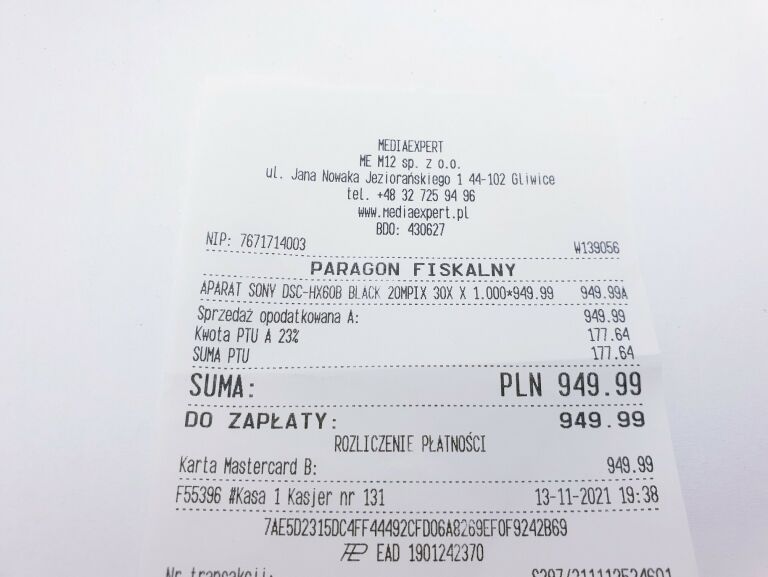 MEDIAEXPERT
ME M12 sp. z o.o.
ul. Jana Nowaka Jeziorańskiego 1 44-102 Gliwice
tel. +48 32 725 94 96
www.mediaexpert.pl
BDO: 430627
NIP: 7671714003 W139056
PARAGON FISKALNY
APARAT SONY DSC-HX60B BLACK 20MPIX 30X X 1.000*949.99 949.99A
Sprzedaż opodatkowana A: 949.99
Kwota PTU A 23% 177.64
SUMA PTU 177.64
SUMA: PLN 949.99
DO ZAPŁATY: 949.99
ROZLICZENIE PŁATNOŚCI
Karta Mastercard B: 949.99
F55396 #Kasa 1 Kasjer nr 131 13-11-2021 19:38
7AE5D2315DC4FF44492CFD06A8269EF0F9242B69
EAD 1901242370
Nr transakcji: